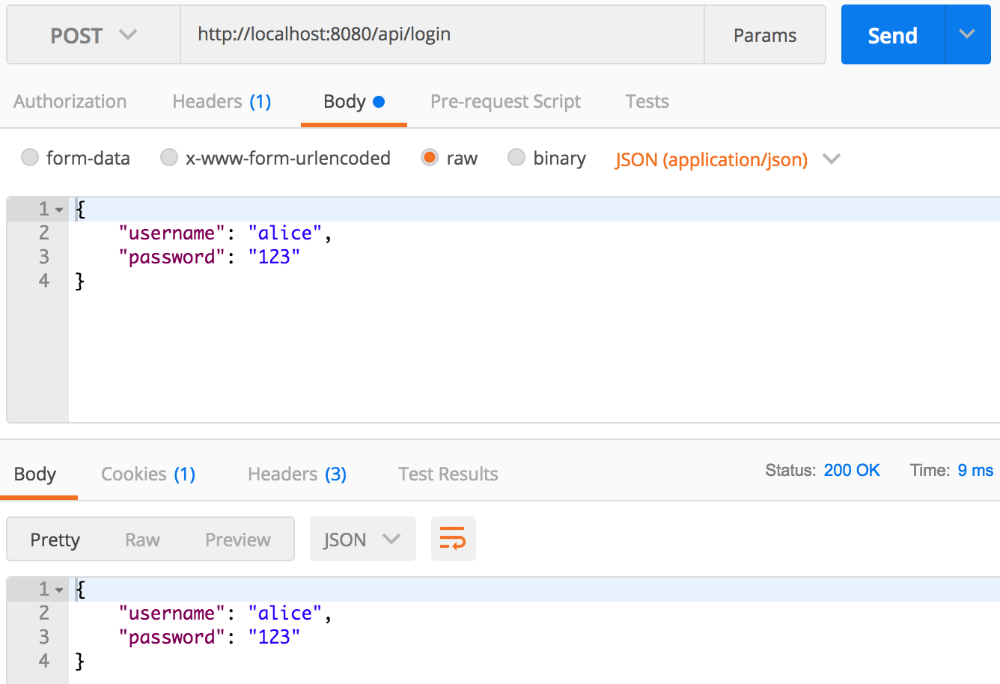 POST http://localhost:8080/api/login Params Send
Authorization Headers (1) Body Pre-request Script Tests
form-data x-www-form-urlencoded raw binary JSON (application/json)
1 {
2 "username": "alice",
3 "password": "123"
4 }
Body Cookies (1) Headers (3) Test Results Status: 200 OK Time: 9 ms
Pretty Raw Preview JSON
1 {
2 "username": "alice",
3 "password": "123"
4 }